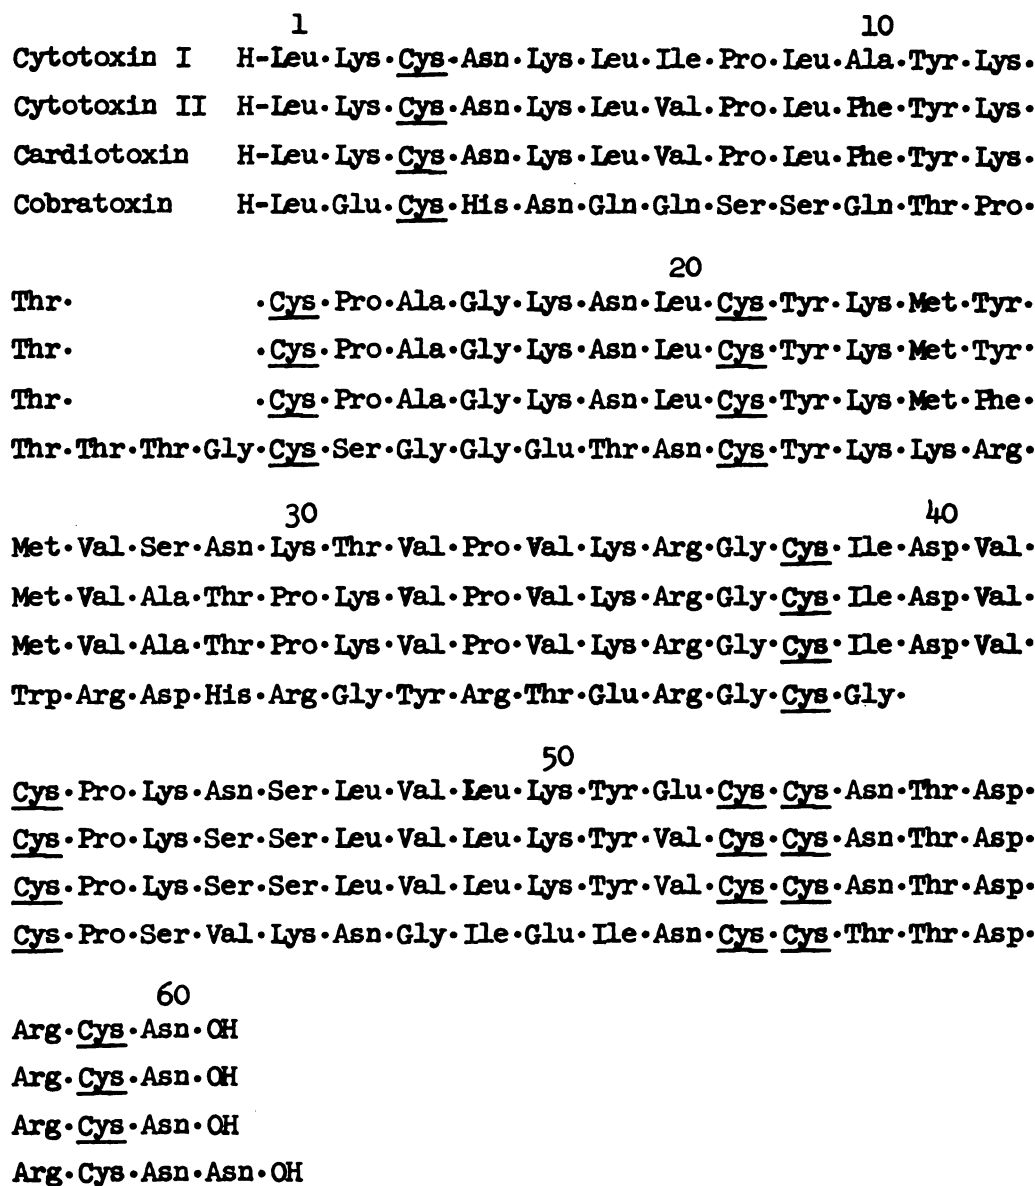 1 10
Cytotoxin I H-Leu·Lys·Cys·Asn·Lys·Leu·Ile·Pro·Leu·Ala·Tyr·Lys·
Cytotoxin II H-Leu·Lys·Cys·Asn·Lys·Leu·Val·Pro·Leu·Phe·Tyr·Lys·
Cardiotoxin H-Leu·Lys·Cys·Asn·Lys·Leu·Val·Pro·Leu·Phe·Tyr·Lys·
Cobratoxin H-Leu·Glu·Cys·His·Asn·Gln·Gln·Ser·Ser·Gln·Thr·Pro·
20
Thr· ·Cys·Pro·Ala·Gly·Lys·Asn·Leu·Cys·Tyr·Lys·Met·Tyr·
Thr· ·Cys·Pro·Ala·Gly·Lys·Asn·Leu·Cys·Tyr·Lys·Met·Tyr·
Thr· ·Cys·Pro·Ala·Gly·Lys·Asn·Leu·Cys·Tyr·Lys·Met·Phe·
Thr·Thr·Thr·Gly·Cys·Ser·Gly·Gly·Glu·Thr·Asn·Cys·Tyr·Lys·Lys·Arg·
30 40
Met·Val·Ser·Asn·Lys·Thr·Val·Pro·Val·Lys·Arg·Gly·Cys·Ile·Asp·Val·
Met·Val·Ala·Thr·Pro·Lys·Val·Pro·Val·Lys·Arg·Gly·Cys·Ile·Asp·Val·
Met·Val·Ala·Thr·Pro·Lys·Val·Pro·Val·Lys·Arg·Gly·Cys·Ile·Asp·Val·
Trp·Arg·Asp·His·Arg·Gly·Tyr·Arg·Thr·Glu·Arg·Gly·Cys·Gly·
50
Cys·Pro·Lys·Asn·Ser·Leu·Val·Leu·Lys·Tyr·Glu·Cys·Cys·Asn·Thr·Asp·
Cys·Pro·Lys·Ser·Ser·Leu·Val·Leu·Lys·Tyr·Val·Cys·Cys·Asn·Thr·Asp·
Cys·Pro·Lys·Ser·Ser·Leu·Val·Leu·Lys·Tyr·Val·Cys·Cys·Asn·Thr·Asp·
Cys·Pro·Ser·Val·Lys·Asn·Gly·Ile·Glu·Ile·Asn·Cys·Cys·Thr·Thr·Asp·
60
Arg·Cys·Asn·OH
Arg·Cys·Asn·OH
Arg·Cys·Asn·OH
Arg·Cys·Asn·Asn·OH